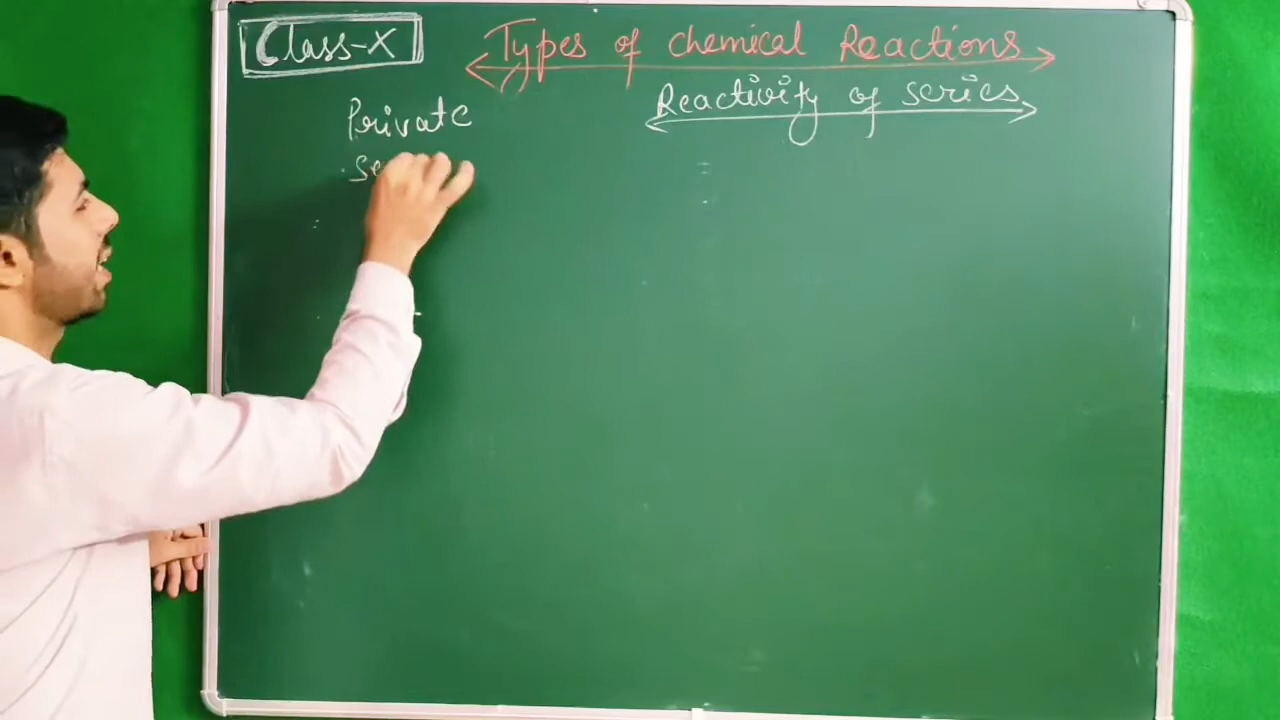 Class-X
Types of chemical Reactions
Reactivity of series
Private